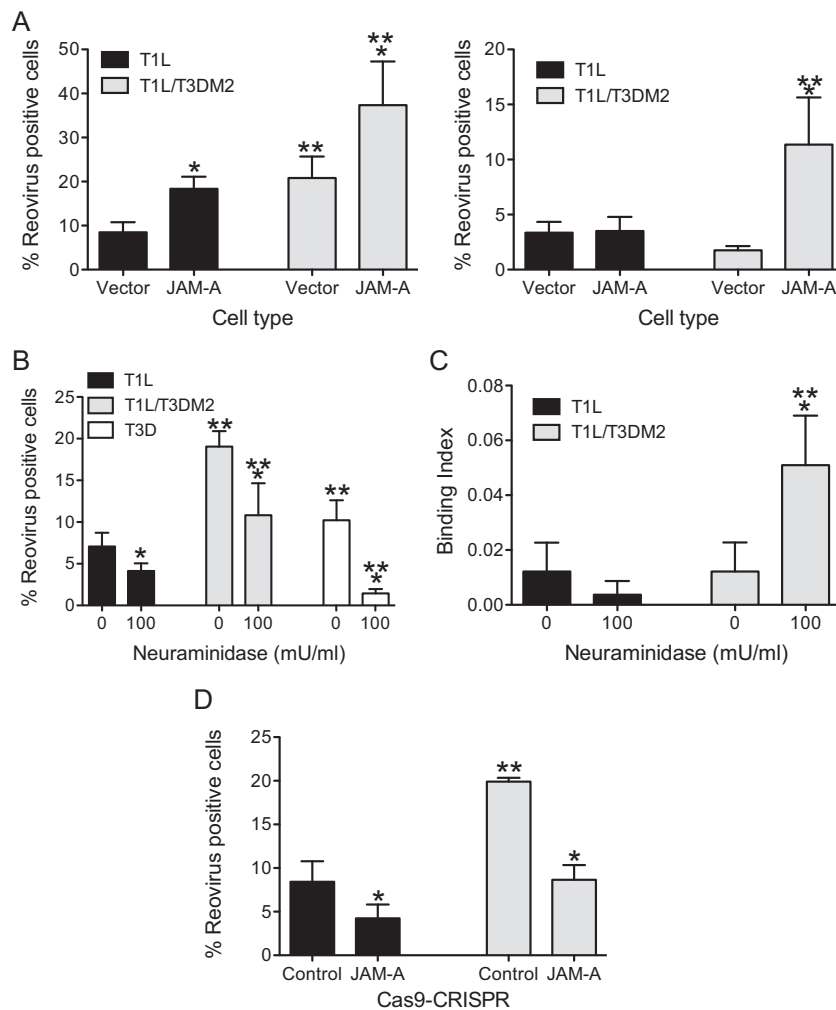 A
T1L
T1L/T3DM2
% Reovirus positive cells
50
40
30
20
10
0
*
**
**
*
Vector JAM-A Vector JAM-A
Cell type
T1L
T1L/T3DM2
% Reovirus positive cells
20
15
10
5
0
**
*
Vector JAM-A Vector JAM-A
Cell type
B
T1L
T1L/T3DM2
T3D
% Reovirus positive cells
25
20
15
10
5
0
*
**
**
*
**
**
*
0 100 0 100 0 100
Neuraminidase (mU/ml)
C
T1L
T1L/T3DM2
Binding Index
0.08
0.06
0.04
0.02
0.00
**
*
0 100 0 100
Neuraminidase (mU/ml)
D
% Reovirus positive cells
25
20
15
10
5
0
*
**
*
Control JAM-A Control JAM-A
Cas9-CRISPR